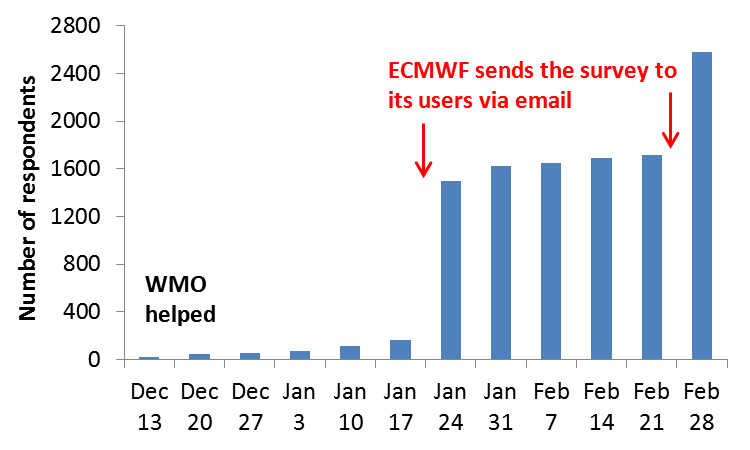 2800
2400
2000
1600
1200
800
400
0
Number of respondents
ECMWF sends the survey to
its users via email
WMO
helped
Dec Dec Dec Jan Jan Jan Jan Jan Feb Feb Feb Feb
13 20 27 3 10 17 24 31 7 14 21 28